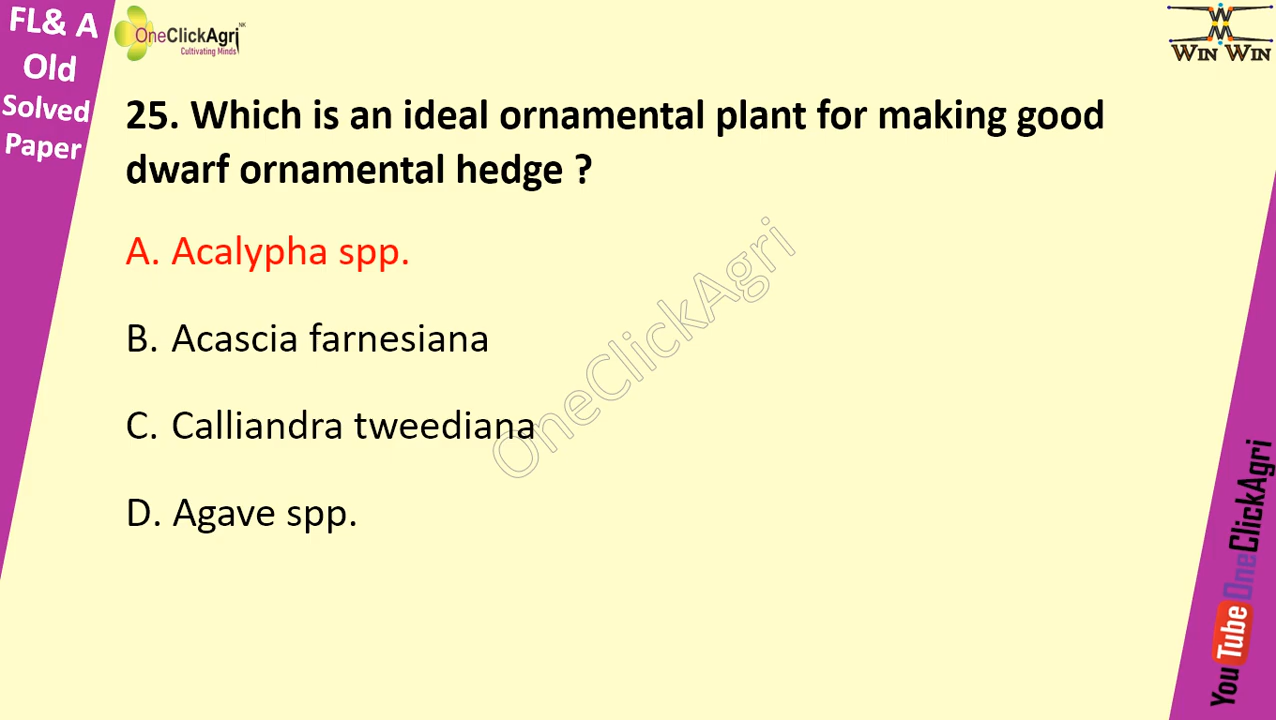 FL& A
Old
Solved
Paper
OneClickAgri
NK
Cultivating Minds
WIN WIN
25. Which is an ideal ornamental plant for making good
dwarf ornamental hedge ?
A. Acalypha spp.
B. Acascia farnesiana
C. Calliandra tweediana
D. Agave spp.
OneClickAgri
YouTube OneClickAgri